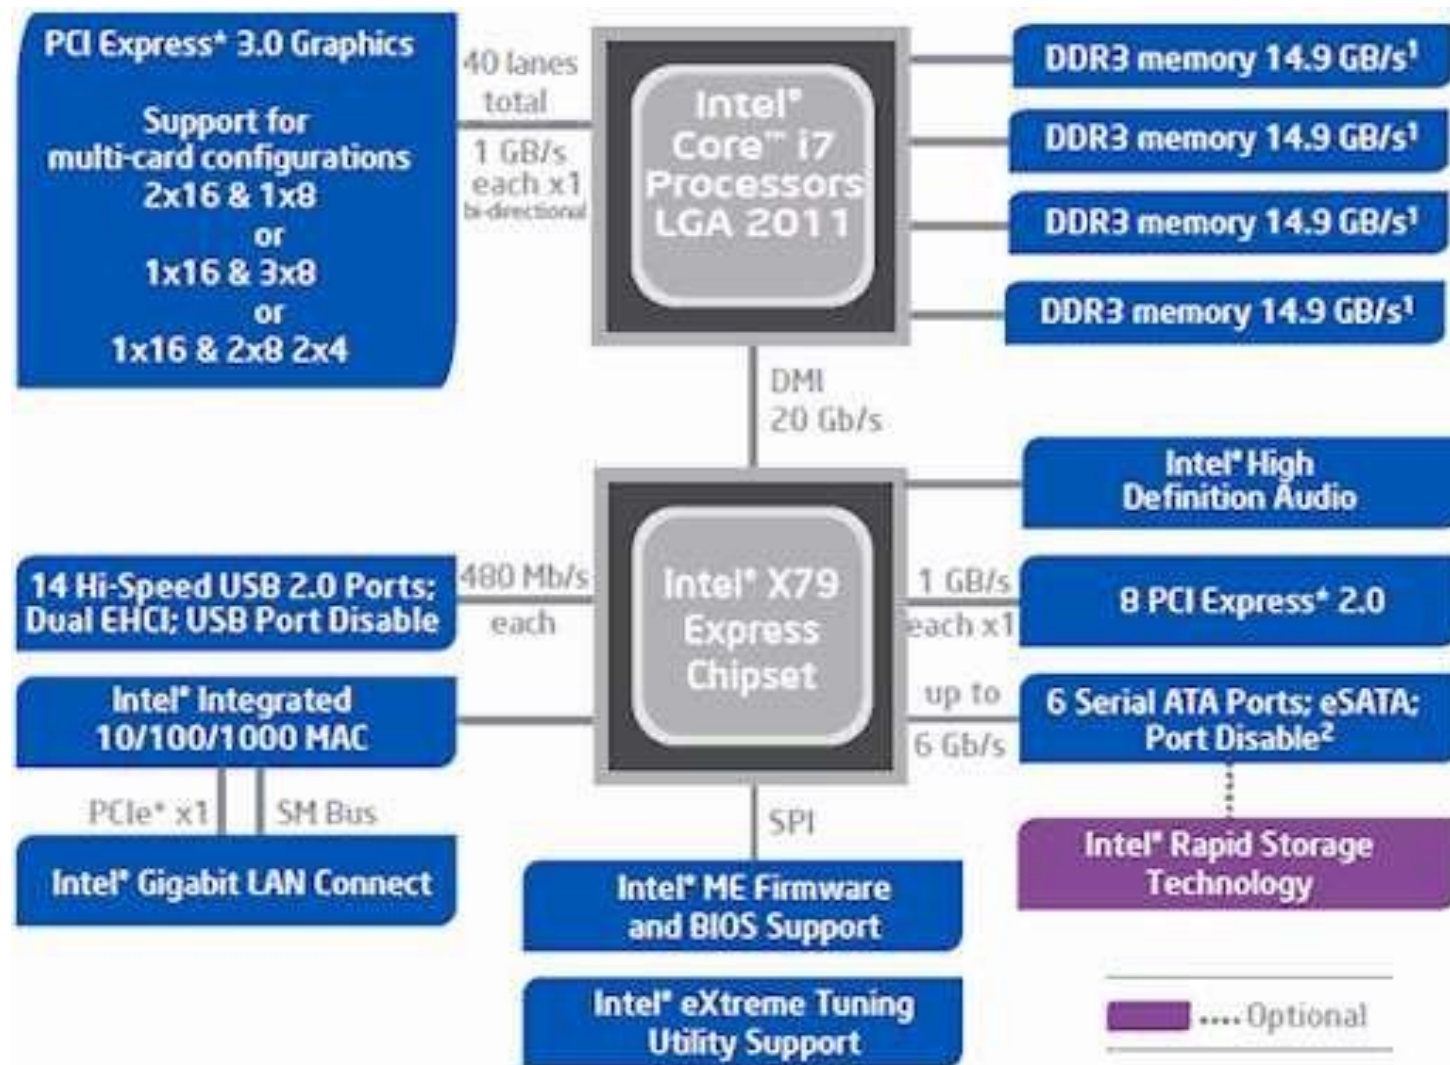 PCI Express* 3.0 Graphics
Support for
multi-card configurations
2x16 & 1x8
or
1x16 & 3x8
or
1x16 & 2x8 2x4
40 lanes
total
1 GB/s
each x1
bi-directional
Intel®
Core™ i7
Processors
LGA 2011
DDR3 memory 14.9 GB/s¹
DDR3 memory 14.9 GB/s¹
DDR3 memory 14.9 GB/s¹
DDR3 memory 14.9 GB/s¹
DMI
20 Gb/s
Intel® High
Definition Audio
14 Hi-Speed USB 2.0 Ports;
Dual EHCI; USB Port Disable
480 Mb/s
each
Intel® X79
Express
Chipset
1 GB/s
each x1
8 PCI Express* 2.0
Intel® Integrated
10/100/1000 MAC
up to
6 Gb/s
6 Serial ATA Ports; eSATA;
Port Disable²
PCIe* x1
SM Bus
SPI
Intel® Rapid Storage
Technology
Intel® Gigabit LAN Connect
Intel® ME Firmware
and BIOS Support
Intel® eXtreme Tuning
Utility Support
Optional